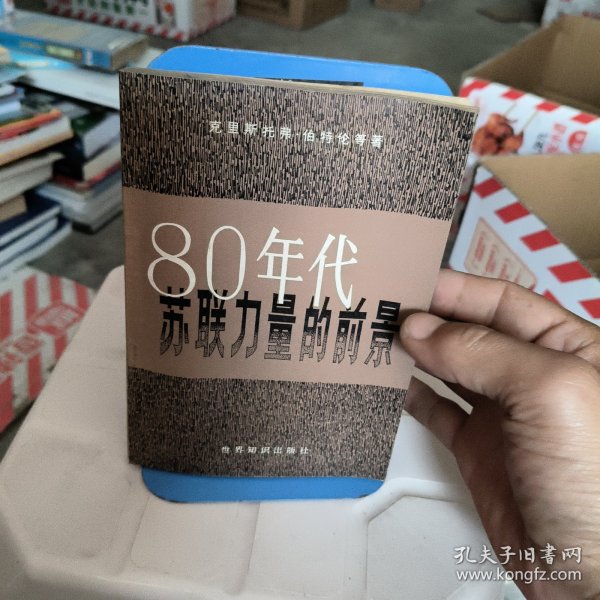 克里斯托弗·伯特伦等著
80年代
苏联力量的前景
世界知识出版社
孔夫子旧书网
www.kongfz.com